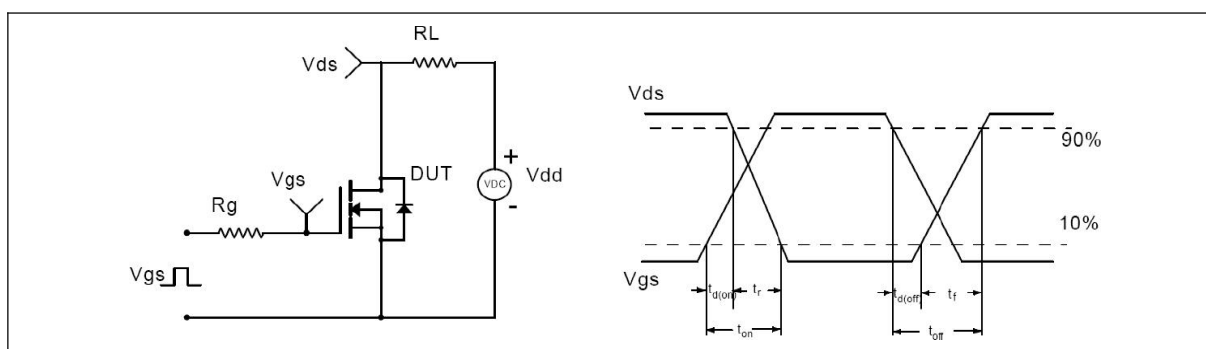 RL
Vds
+
Vdd
VDC
-
DUT
Vgs
Rg
Vgs
Vds
90%
10%
Vgs
td(on)
tr
td(off)
tf
ton
toff